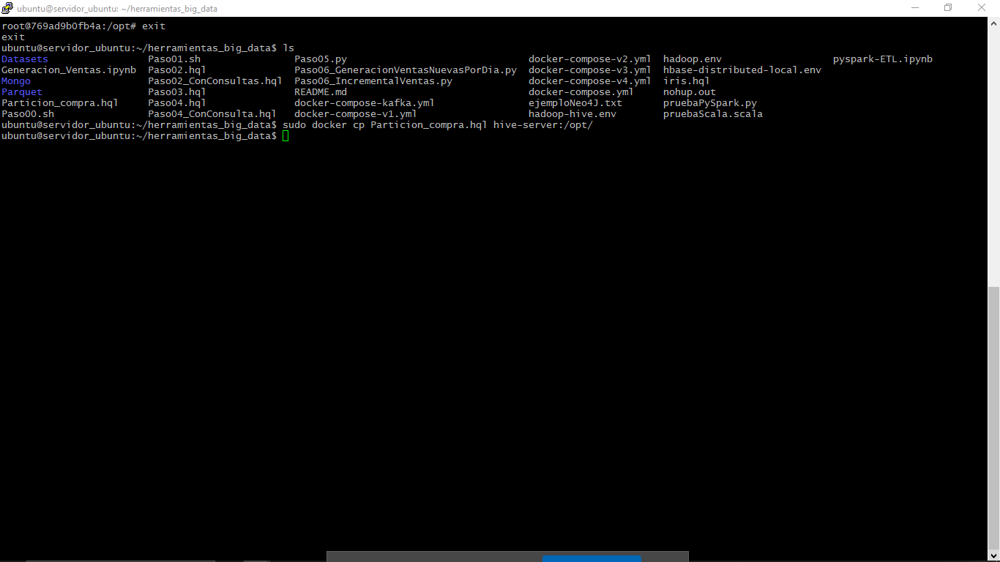 ubuntu@servidor_ubuntu: ~/herramientas_big_data
root@769ad9b0fb4a:/opt# exit
exit
ubuntu@servidor_ubuntu:~/herramientas_big_data$ ls
Datasets Paso01.sh Paso05.py docker-compose-v2.yml hadoop.env pyspark-ETL.ipynb
Generacion_Ventas.ipynb Paso02.hql Paso06_GeneracionVentasNuevasPorDia.py docker-compose-v3.yml hbase-distributed-local.env
Mongo Paso02_ConConsultas.hql Paso06_IncrementalVentas.py docker-compose-v4.yml iris.hql
Parquet Paso03.hql README.md docker-compose.yml nohup.out
Particion_compra.hql Paso04.hql docker-compose-kafka.yml ejemploNeo4J.txt pruebaPySpark.py
Paso00.sh Paso04_ConConsulta.hql docker-compose-v1.yml hadoop-hive.env pruebaScala.scala
ubuntu@servidor_ubuntu:~/herramientas_big_data$ sudo docker cp Particion_compra.hql hive-server:/opt/
ubuntu@servidor_ubuntu:~/herramientas_big_data$